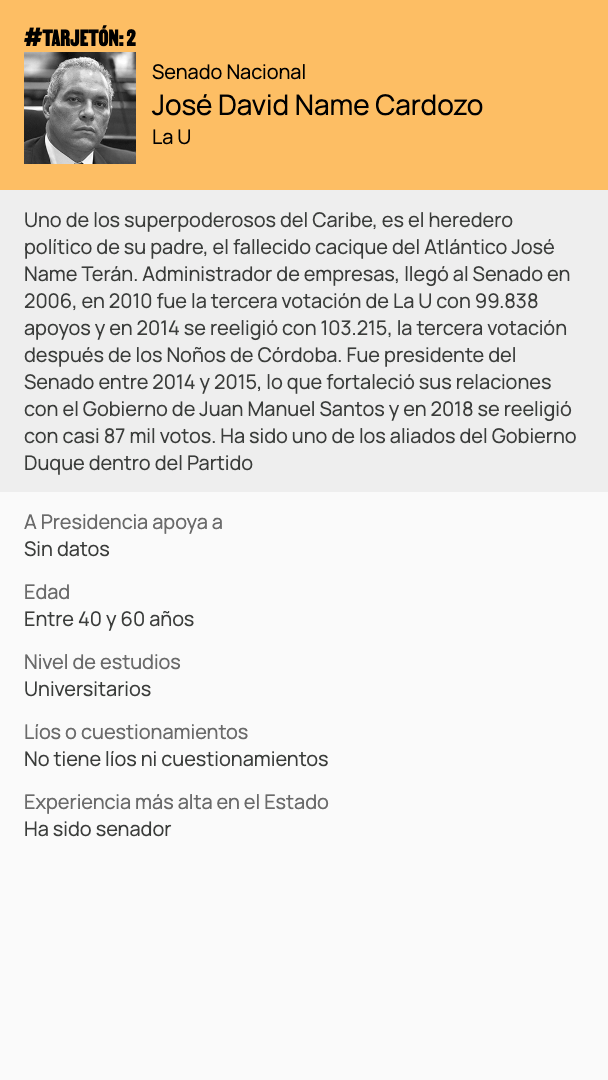 #TARJETÓN: 2
Senado Nacional
José David Name Cardozo
La U
Uno de los superpoderosos del Caribe, es el heredero
político de su padre, el fallecido cacique del Atlántico José
Name Terán. Administrador de empresas, llegó al Senado en
2006, en 2010 fue la tercera votación de La U con 99.838
apoyos y en 2014 se reeligió con 103.215, la tercera votación
después de los Noños de Córdoba. Fue presidente del
Senado entre 2014 y 2015, lo que fortaleció sus relaciones
con el Gobierno de Juan Manuel Santos y en 2018 se reeligió
con casi 87 mil votos. Ha sido uno de los aliados del Gobierno
Duque dentro del Partido
A Presidencia apoya a
Sin datos
Edad
Entre 40 y 60 años
Nivel de estudios
Universitarios
Líos o cuestionamientos
No tiene líos ni cuestionamientos
Experiencia más alta en el Estado
Ha sido senador